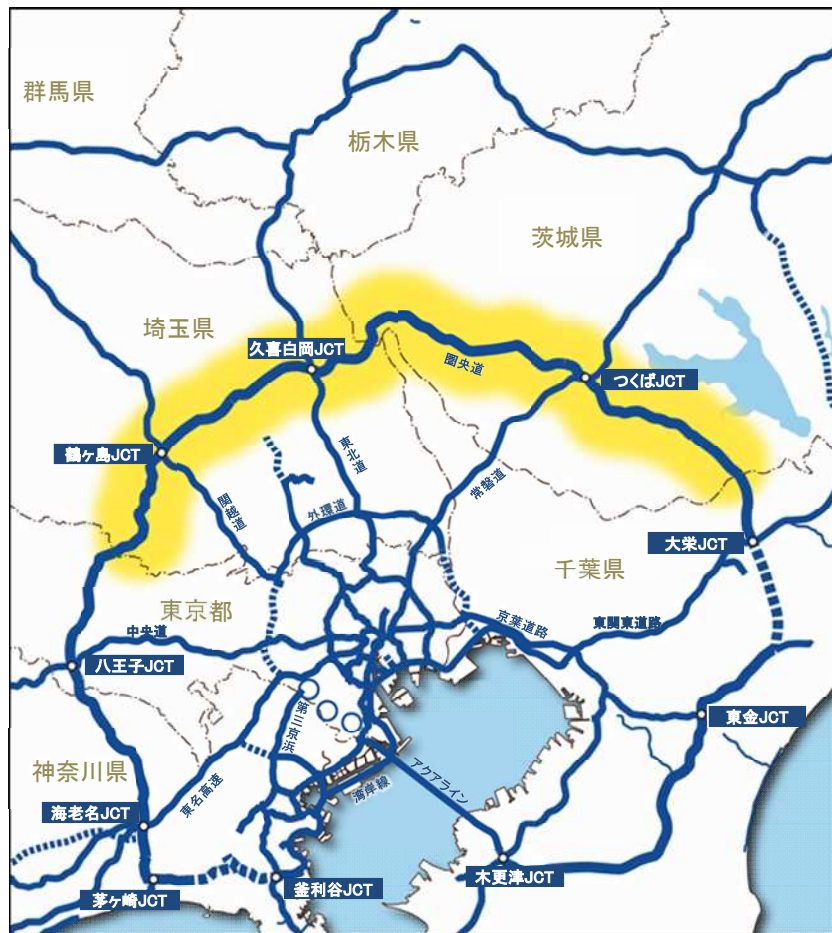 群馬県
栃木県
茨城県
埼玉県
久喜白岡JCT
圏央道
つくばJCT
鶴ヶ島JCT
東北道
常磐道
関越道
外環道
大栄JCT
千葉県
東京都
中央道
京葉道路
東関東道路
八王子JCT
第三京浜
東金JCT
神奈川県
アクアライン
海老名JCT
東名高速
湾岸線
木更津JCT
茅ヶ崎JCT
釜利谷JCT